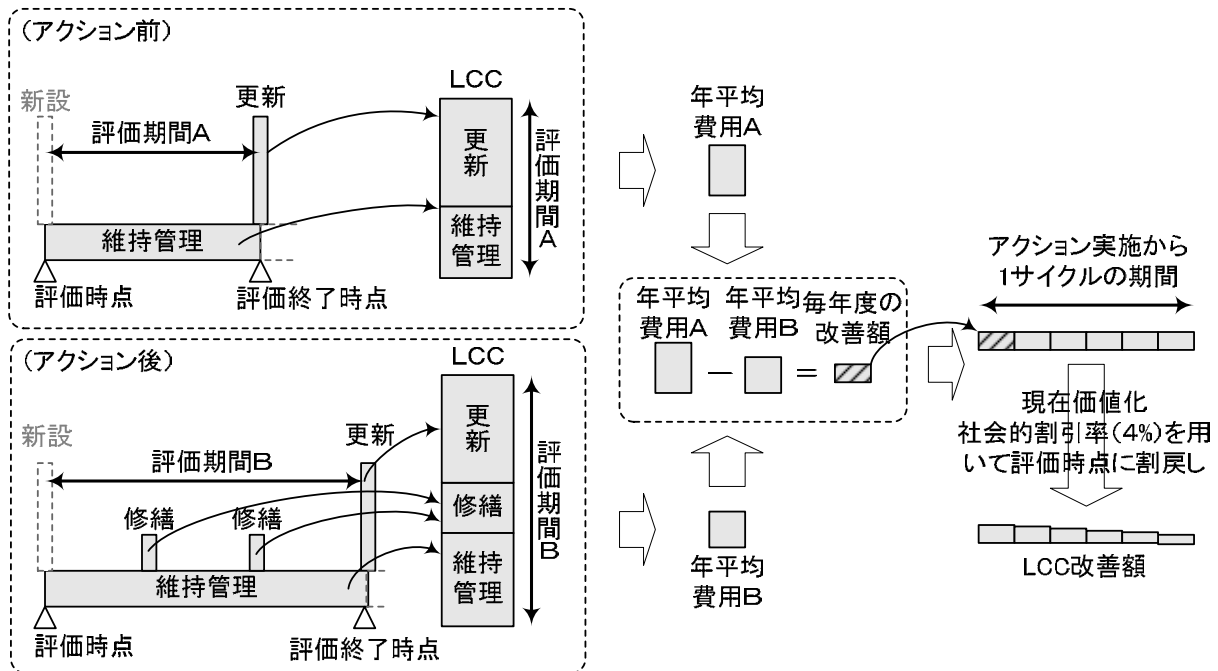 (アクション前)
新設
更新
評価期間A
維持管理
評価時点
評価終了時点
LCC
更
新
維持
管理
評価期間A
(アクション後)
新設
更新
評価期間B
修繕
修繕
維持管理
評価時点
評価終了時点
LCC
更
新
修繕
維持
管理
評価期間B
年平均
費用A
年平均
費用A
年平均
費用B
毎年度の
改善額
－
＝
年平均
費用B
アクション実施から
1サイクルの期間
現在価値化
社会的割引率(4%)を用
いて評価時点に割戻し
LCC改善額